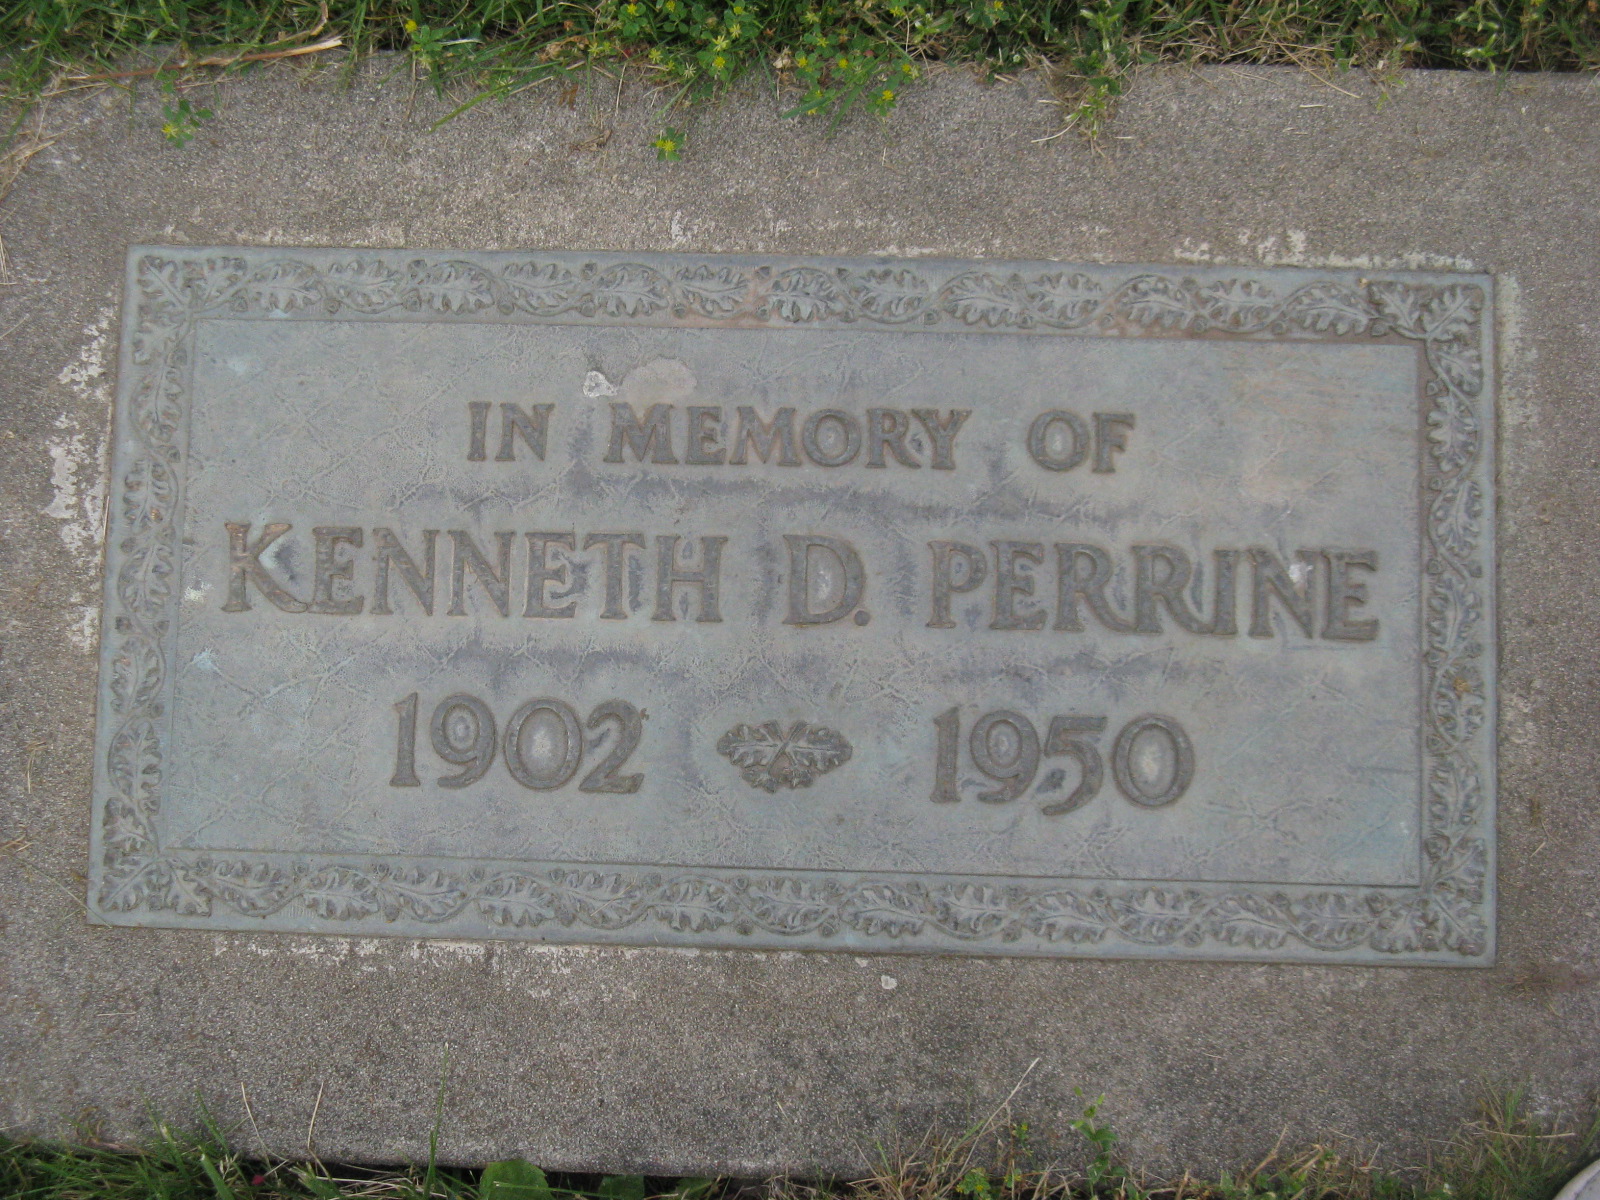 IN MEMORY OF
KENNETH D. PERRINE
1902 1950